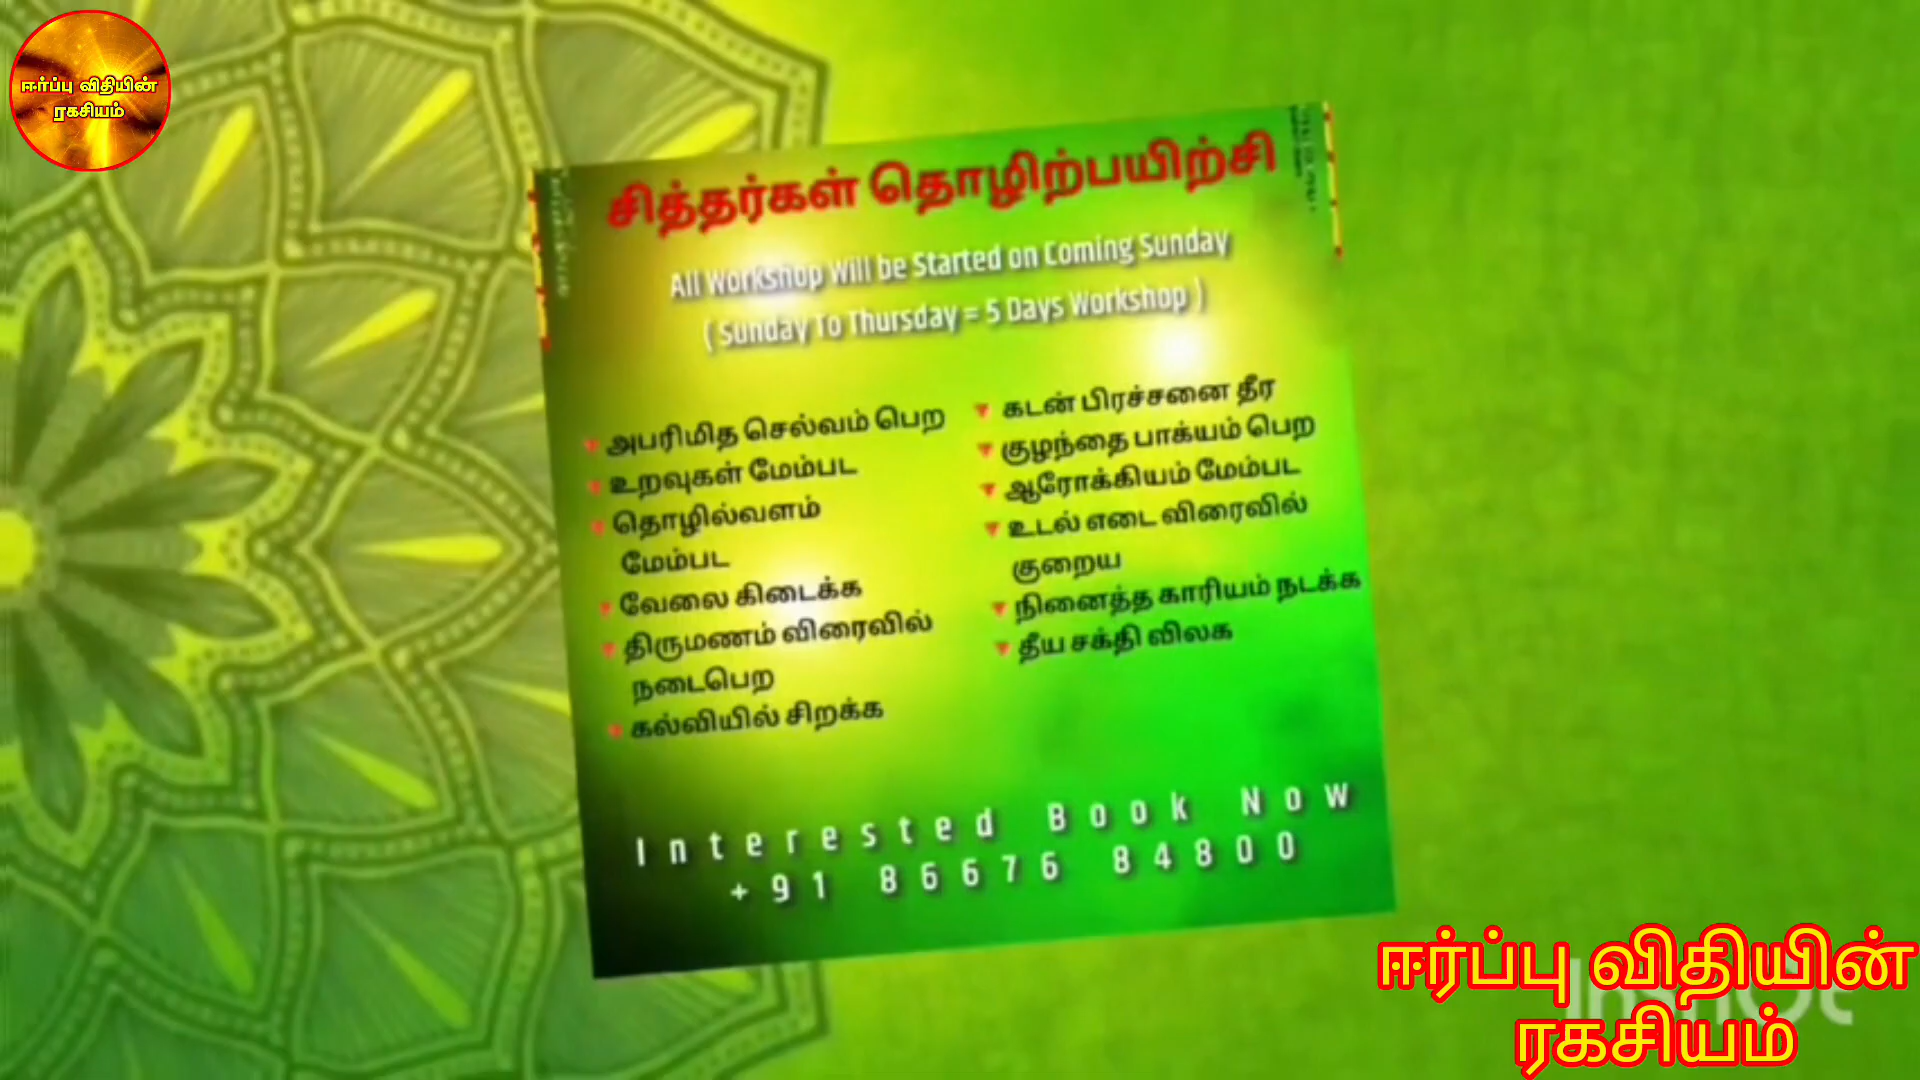 ஈர்ப்பு விதியின்
ரகசியம்
சித்தர்கள் தொழிற்பயிற்சி
All Workshop Will be Started on Coming Sunday
( Sunday To Thursday = 5 Days Workshop )
அபரிமித செல்வம் பெற
உறவுகள் மேம்பட
தொழில்வளம்
மேம்பட
வேலை கிடைக்க
திருமணம் விரைவில்
நடைபெற
கல்வியில் சிறக்க
கடன் பிரச்சனை தீர
குழந்தை பாக்யம் பெற
ஆரோக்கியம் மேம்பட
உடல் எடை விரைவில்
குறைய
நினைத்த காரியம் நடக்க
தீய சக்தி விலக
Interested Book Now
+91 86676 84800
ஈர்ப்பு விதியின்
ரகசியம்